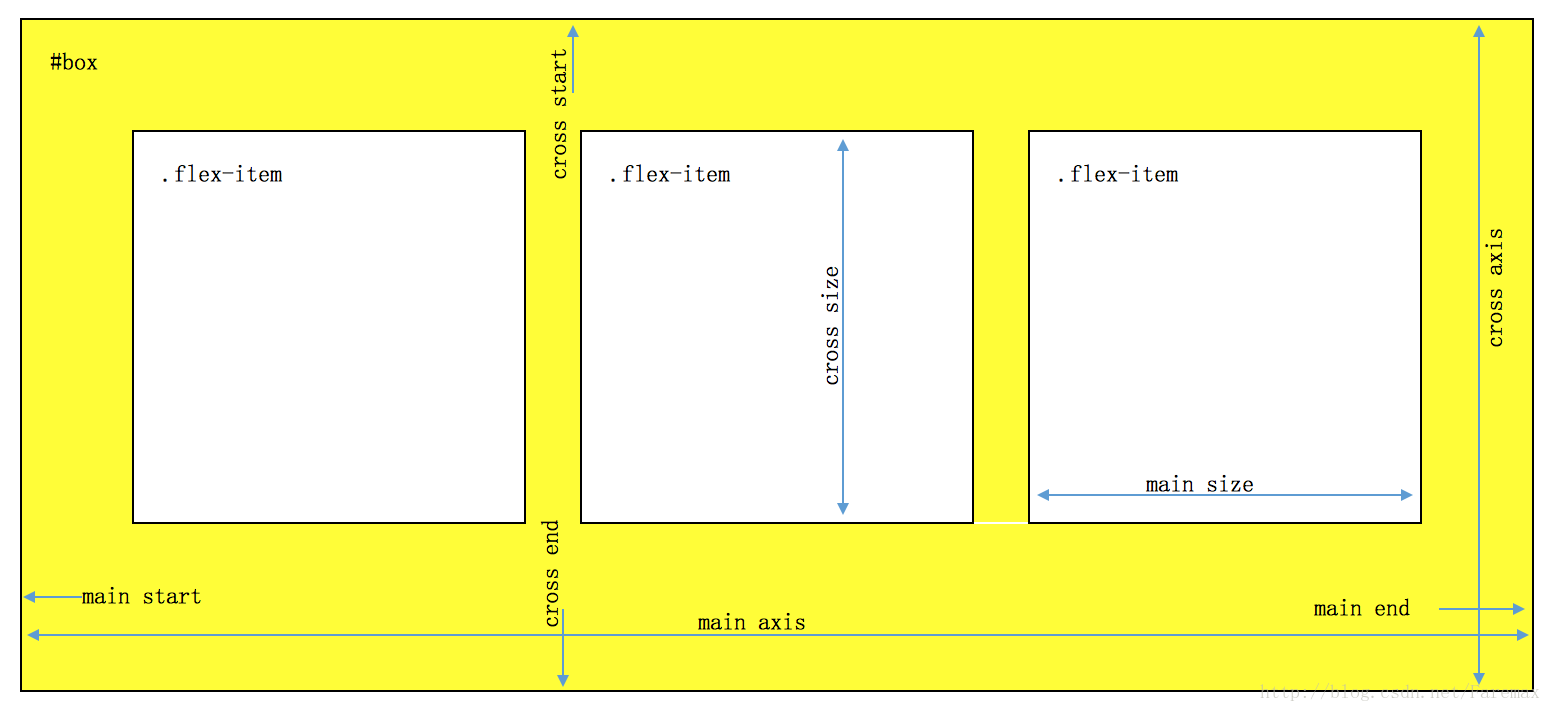 #box
cross start
.flex-item
.flex-item
.flex-item
cross size
cross axis
main size
cross end
main start
main end
main axis
http://blog.csdn.net/Faremax